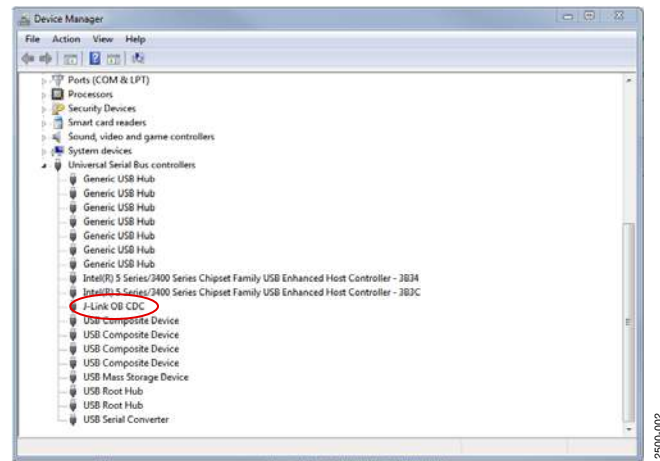 Device Manager
File Action View Help
Ports (COM & LPT)
Processors
Security Devices
Smart card readers
Sound, video and game controllers
System devices
Universal Serial Bus controllers
Generic USB Hub
Generic USB Hub
Generic USB Hub
Generic USB Hub
Generic USB Hub
Generic USB Hub
Generic USB Hub
Intel(R) 5 Series/3400 Series Chipset Family USB Enhanced Host Controller - 3B34
Intel(R) 5 Series/3400 Series Chipset Family USB Enhanced Host Controller - 3B3C
J-Link OB CDC
USB Composite Device
USB Composite Device
USB Composite Device
USB Composite Device
USB Mass Storage Device
USB Root Hub
USB Root Hub
USB Serial Converter
2500-002